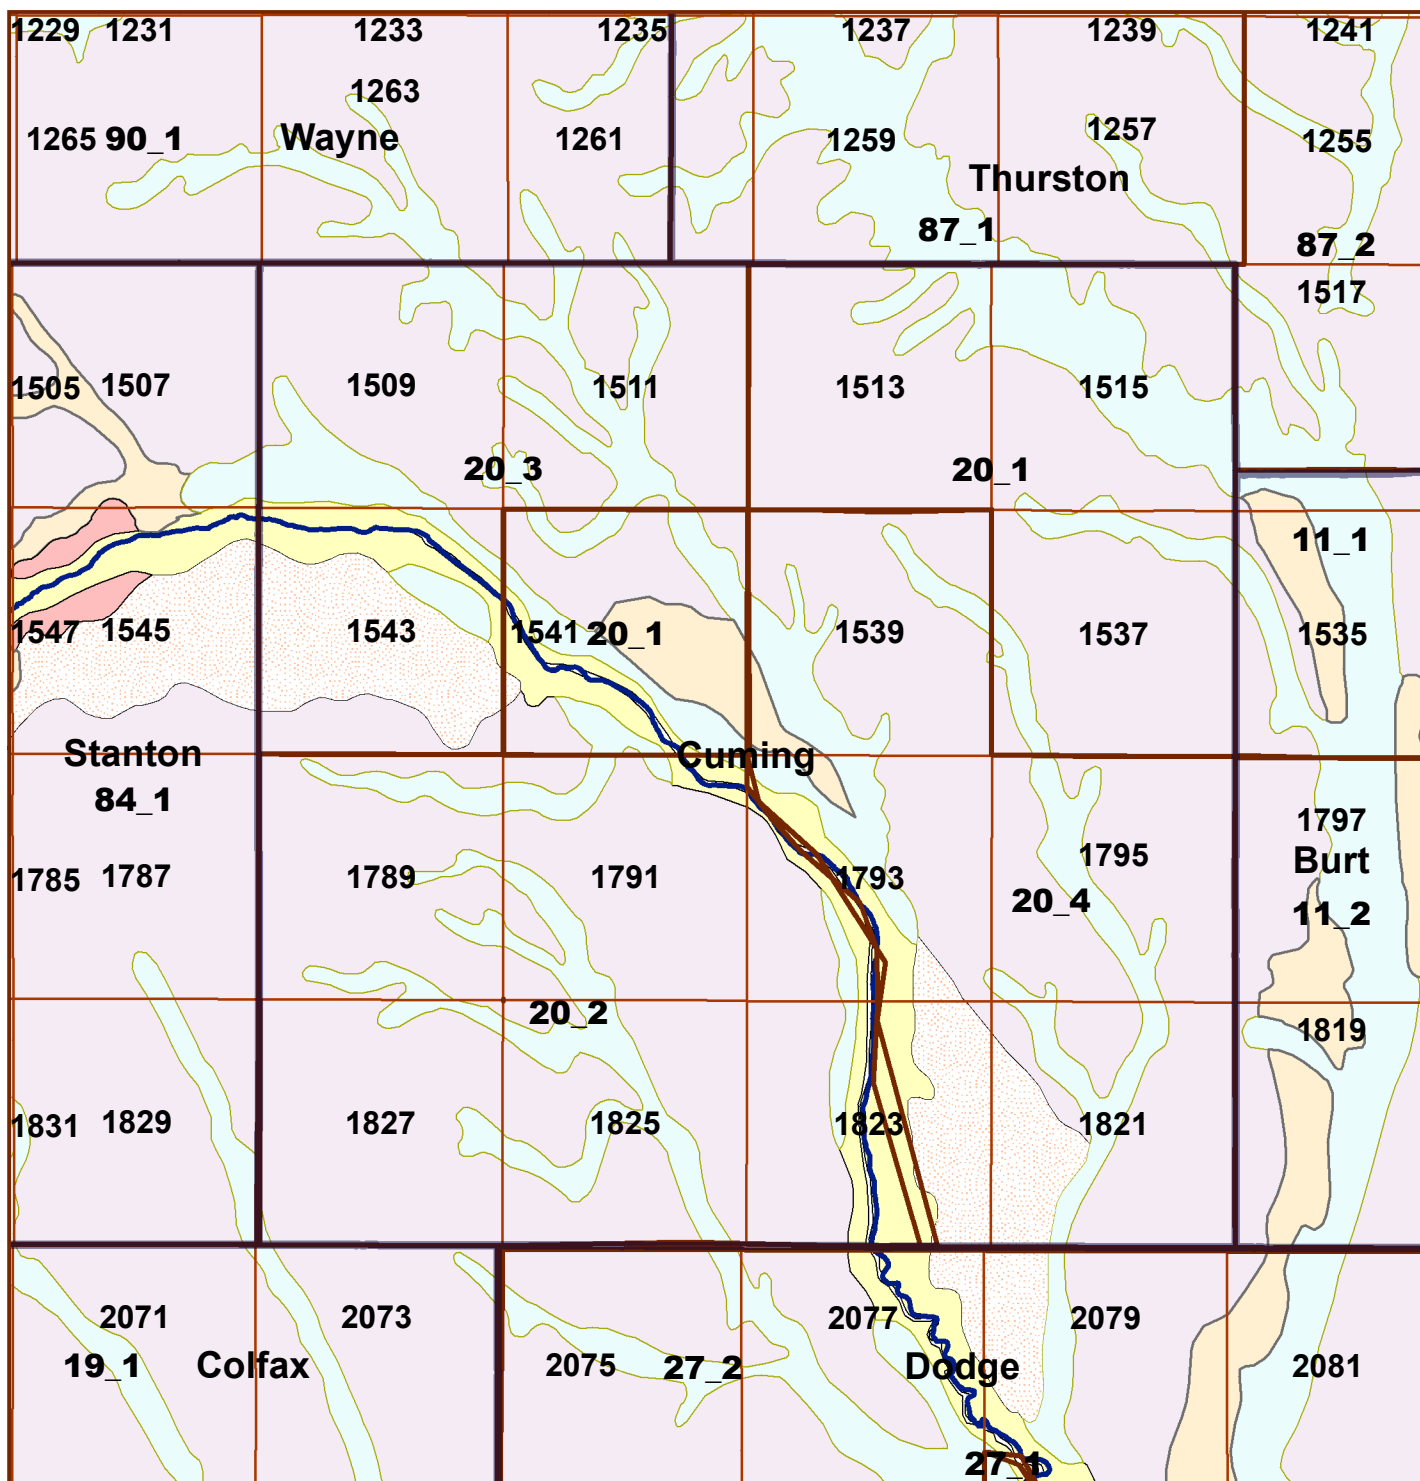 1229 1231 1233 1235 1237 1239 1241
1263
1265 90_1 Wayne 1261 1259 1257 1255
Thurston
87_1 87_2
1517
1505 1507 1509 1511 1513 1515
20_3 20_1
11_1
1547 1545 1543 1541 20_1 1539 1537 1535
Stanton Cuming
84_1 1797
1795 Burt
1785 1787 1789 1791 1793
20_4 11_2
20_2 1819
1831 1829 1827 1825 1823 1821
2071 2073 2077 2079
19_1 Colfax 2075 27_2 Dodge 2081
27_1